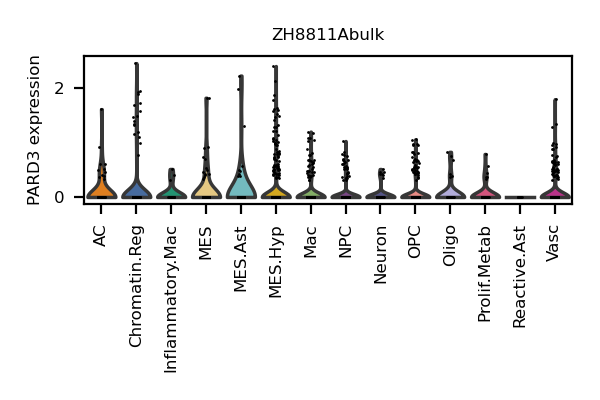 ZH8811Abulk
PARD3 expression
2
0
AC
Chromatin.Reg
Inflammatory.Mac
MES
MES.Ast
MES.Hyp
Mac
NPC
Neuron
OPC
Oligo
Prolif.Metab
Reactive.Ast
Vasc